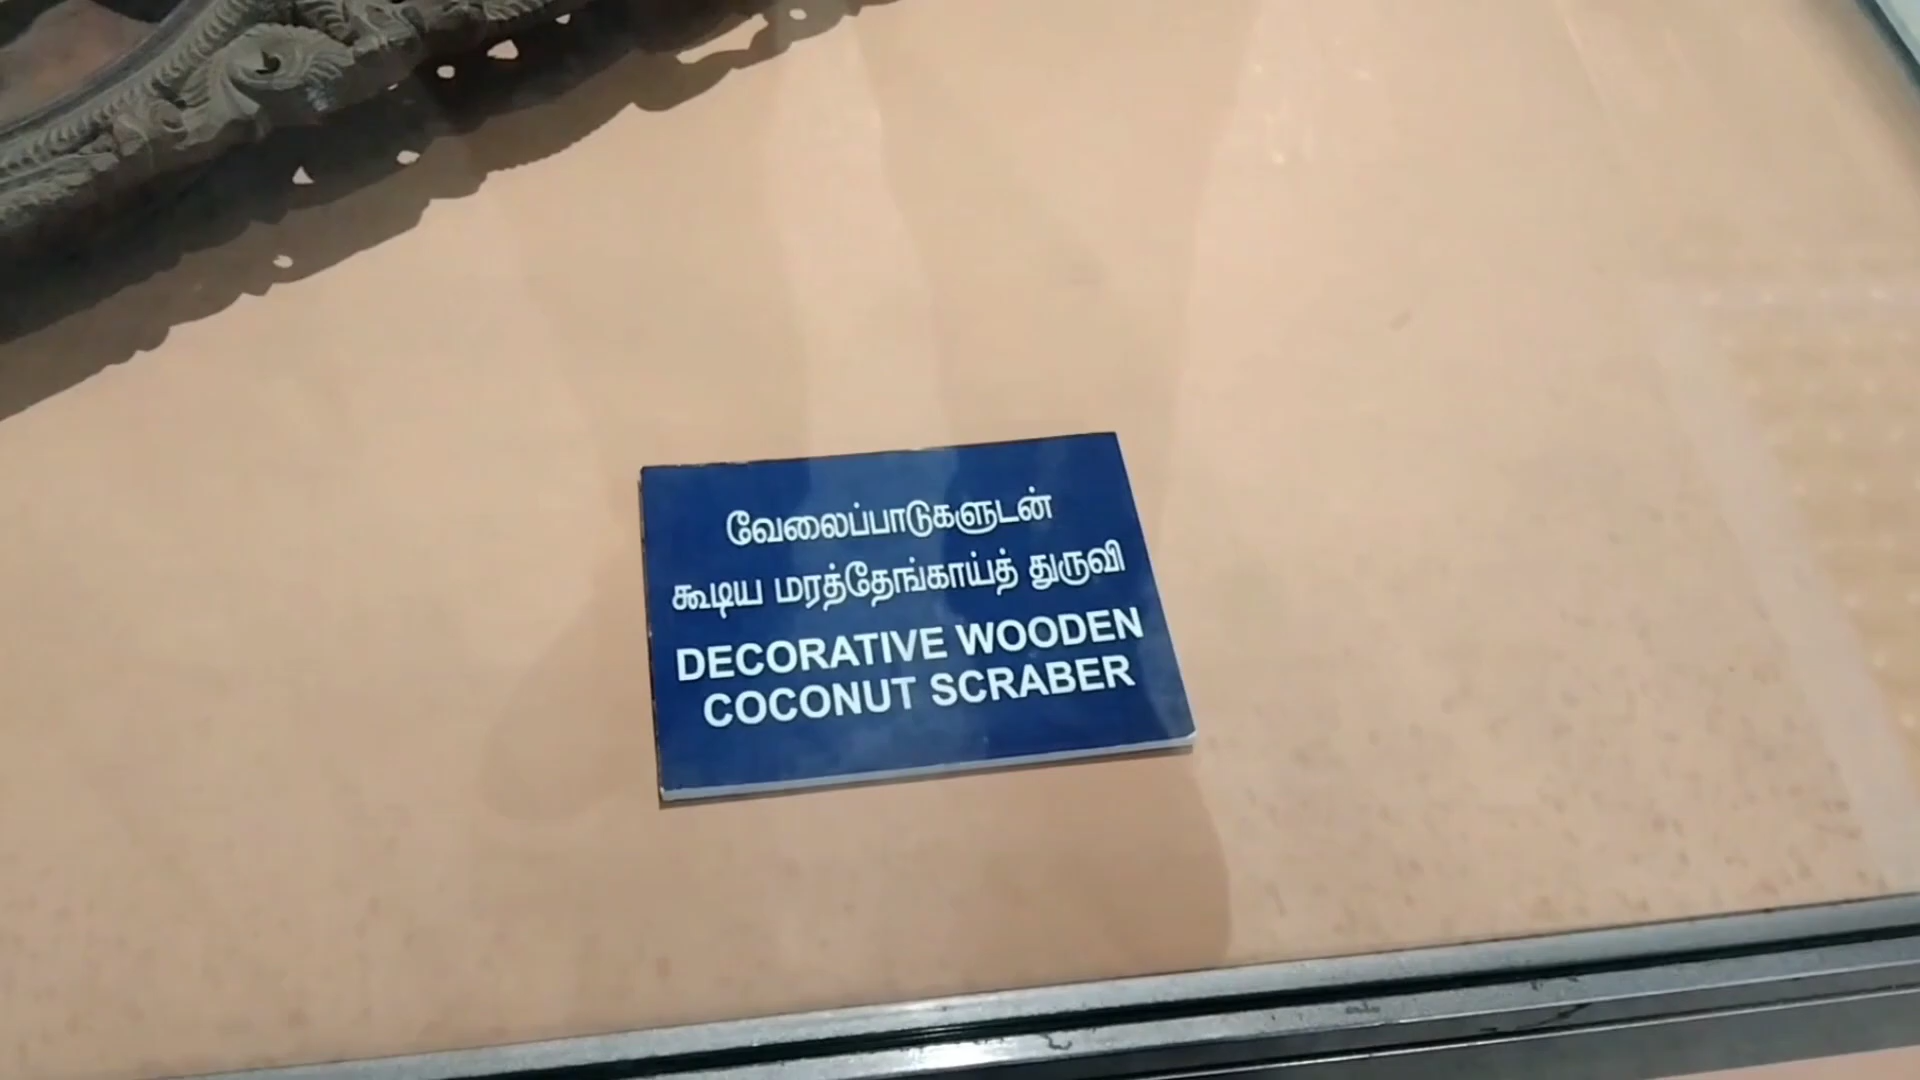 வேலைப்பாடுகளுடன்
கூடிய மரத்தேங்காய்த் துருவி
DECORATIVE WOODEN
COCONUT SCRABER